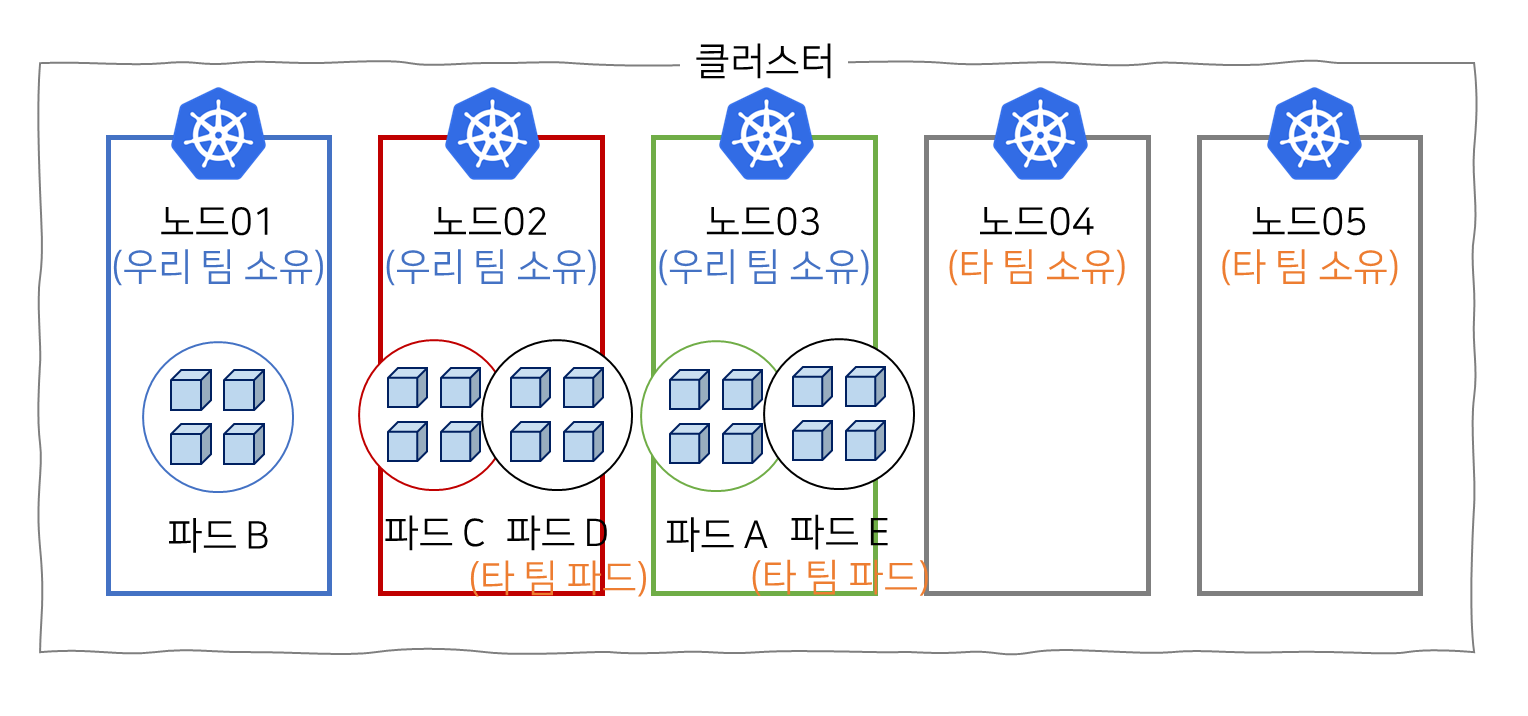 클러스터
노드01
(우리 팀 소유)
노드02
(우리 팀 소유)
노드03
(우리 팀 소유)
노드04
(타 팀 소유)
노드05
(타 팀 소유)
파드 B
파드 C
파드 D
(타 팀 파드)
파드 A
파드 E
(타 팀 파드)